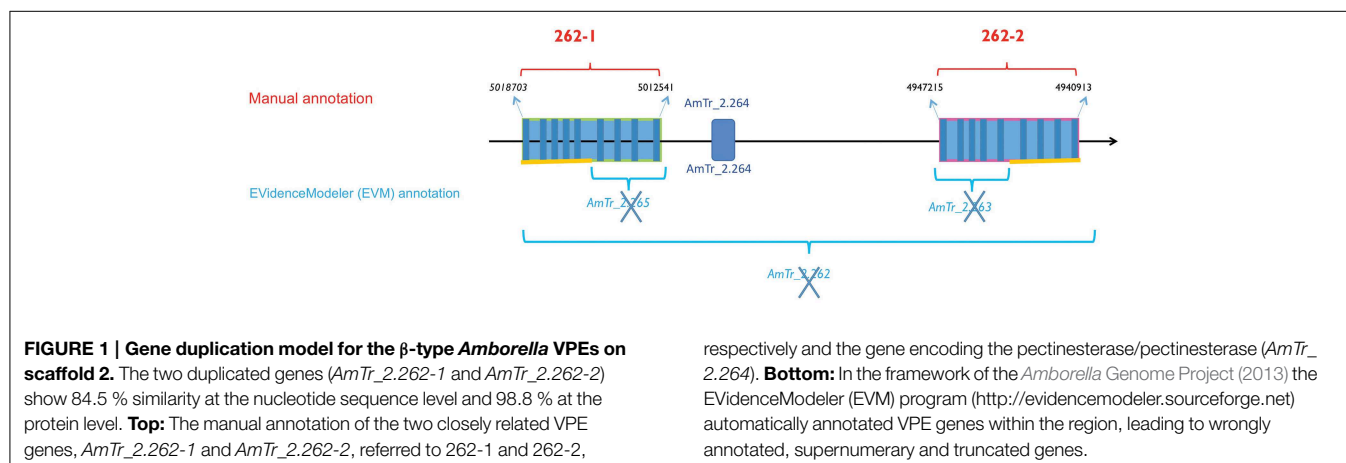 262-1
262-2
5018703
5012541
4947215
4940913
Manual annotation
AmTr_2.264
AmTr_2.264
EVidenceModeler (EVM) annotation
AmTr_2.265
AmTr_2.263
AmTr_2.262
FIGURE 1 | Gene duplication model for the β-type Amborella VPEs on
scaffold 2. The two duplicated genes (AmTr_2.262-1 and AmTr_2.262-2)
show 84.5 % similarity at the nucleotide sequence level and 98.8 % at the
protein level. Top: The manual annotation of the two closely related VPE
genes, AmTr_2.262-1 and AmTr_2.262-2, referred to 262-1 and 262-2,
respectively and the gene encoding the pectinesterase/pectinesterase (AmTr_
2.264). Bottom: In the framework of the Amborella Genome Project (2013) the
EVidenceModeler (EVM) program (http://evidencemodeler.sourceforge.net)
automatically annotated VPE genes within the region, leading to wrongly
annotated, supernumerary and truncated genes.